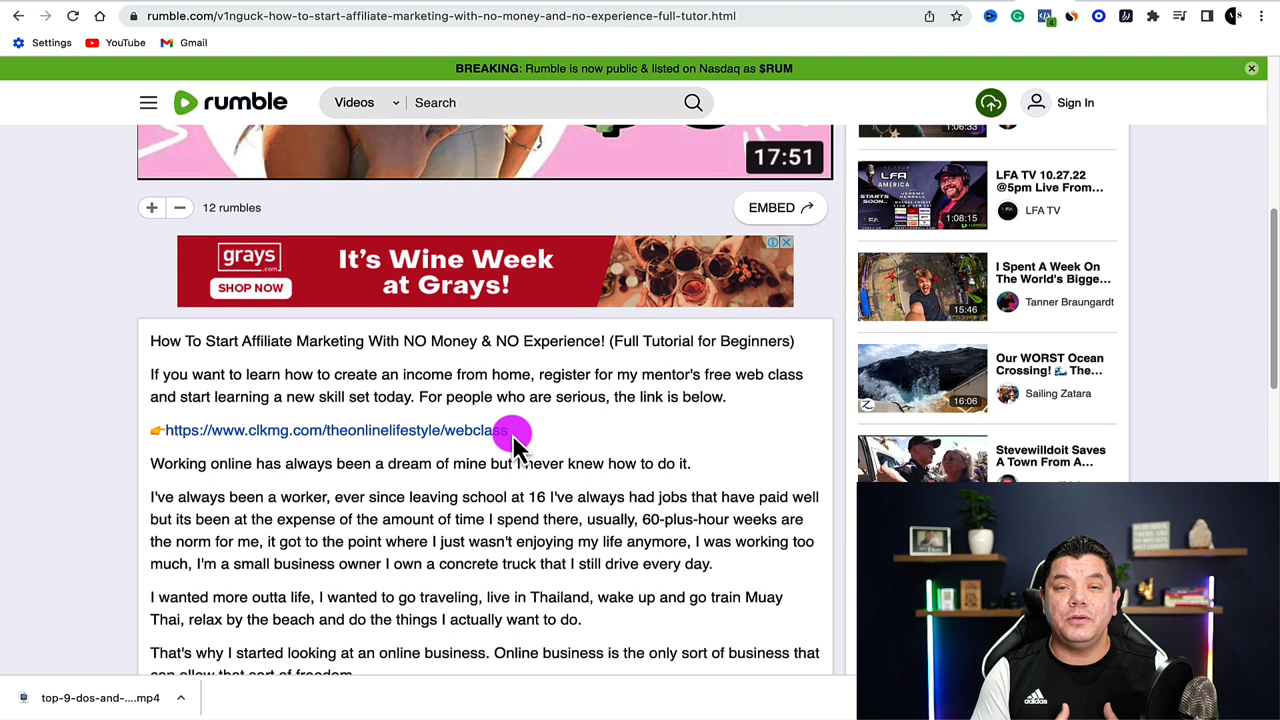 rumble.com/v1nguck-how-to-start-affiliate-marketing-with-no-money-and-no-experience-full-tutor.html
4
Settings
YouTube
Gmail
BREAKING: Rumble is now public & listed on Nasdaq as $RUM
rumble
Videos
Search
Sign In
17:51
12 rumbles
EMBED
grays
.com
SHOP NOW
It's Wine Week
at Grays!
How To Start Affiliate Marketing With NO Money & NO Experience! (Full Tutorial for Beginners)
If you want to learn how to create an income from home, register for my mentor's free web class
and start learning a new skill set today. For people who are serious, the link is below.
👉https://www.clkmg.com/theonlinelifestyle/webclass
Working online has always been a dream of mine but I never knew how to do it.
I've always been a worker, ever since leaving school at 16 I've always had jobs that have paid well
but its been at the expense of the amount of time I spend there, usually, 60-plus-hour weeks are
the norm for me, it got to the point where I just wasn't enjoying my life anymore, I was working too
much, I'm a small business owner I own a concrete truck that I still drive every day.
I wanted more outta life, I wanted to go traveling, live in Thailand, wake up and go train Muay
Thai, relax by the beach and do the things I actually want to do.
That's why I started looking at an online business. Online business is the only sort of business that
can allow that sort of freedom.
1:06:33
LFA
AMERICA
STARTS SOON...
1:08:15
LFA TV 10.27.22
@5pm Live From...
LFA TV
15:46
I Spent A Week On
The World's Bigge...
Tanner Braungardt
16:06
Our WORST Ocean
Crossing! 🌊 The...
Sailing Zatara
Stevewilldoit Saves
A Town From A...
adidas
top-9-dos-and-....mp4